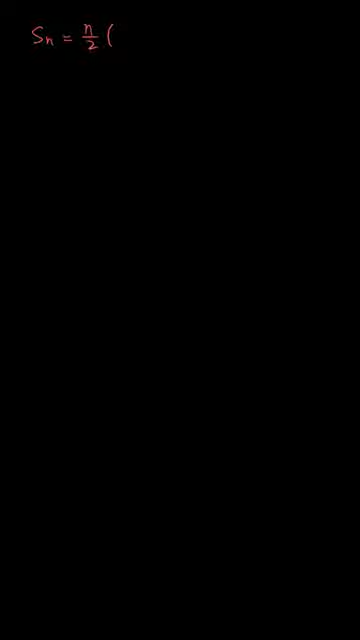 Sₙ = n/2 (